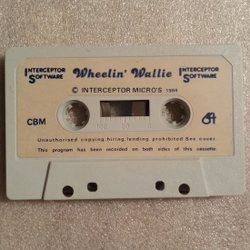 INTERCEPTOR SOFTWARE Wheelin' Wallie INTERCEPTOR SOFTWARE
© INTERCEPTOR MICRO'S 1984
CBM
Unauthorised copying, hiring, lending prohibited. See cover.
This program has been recorded on both sides of this cassette.